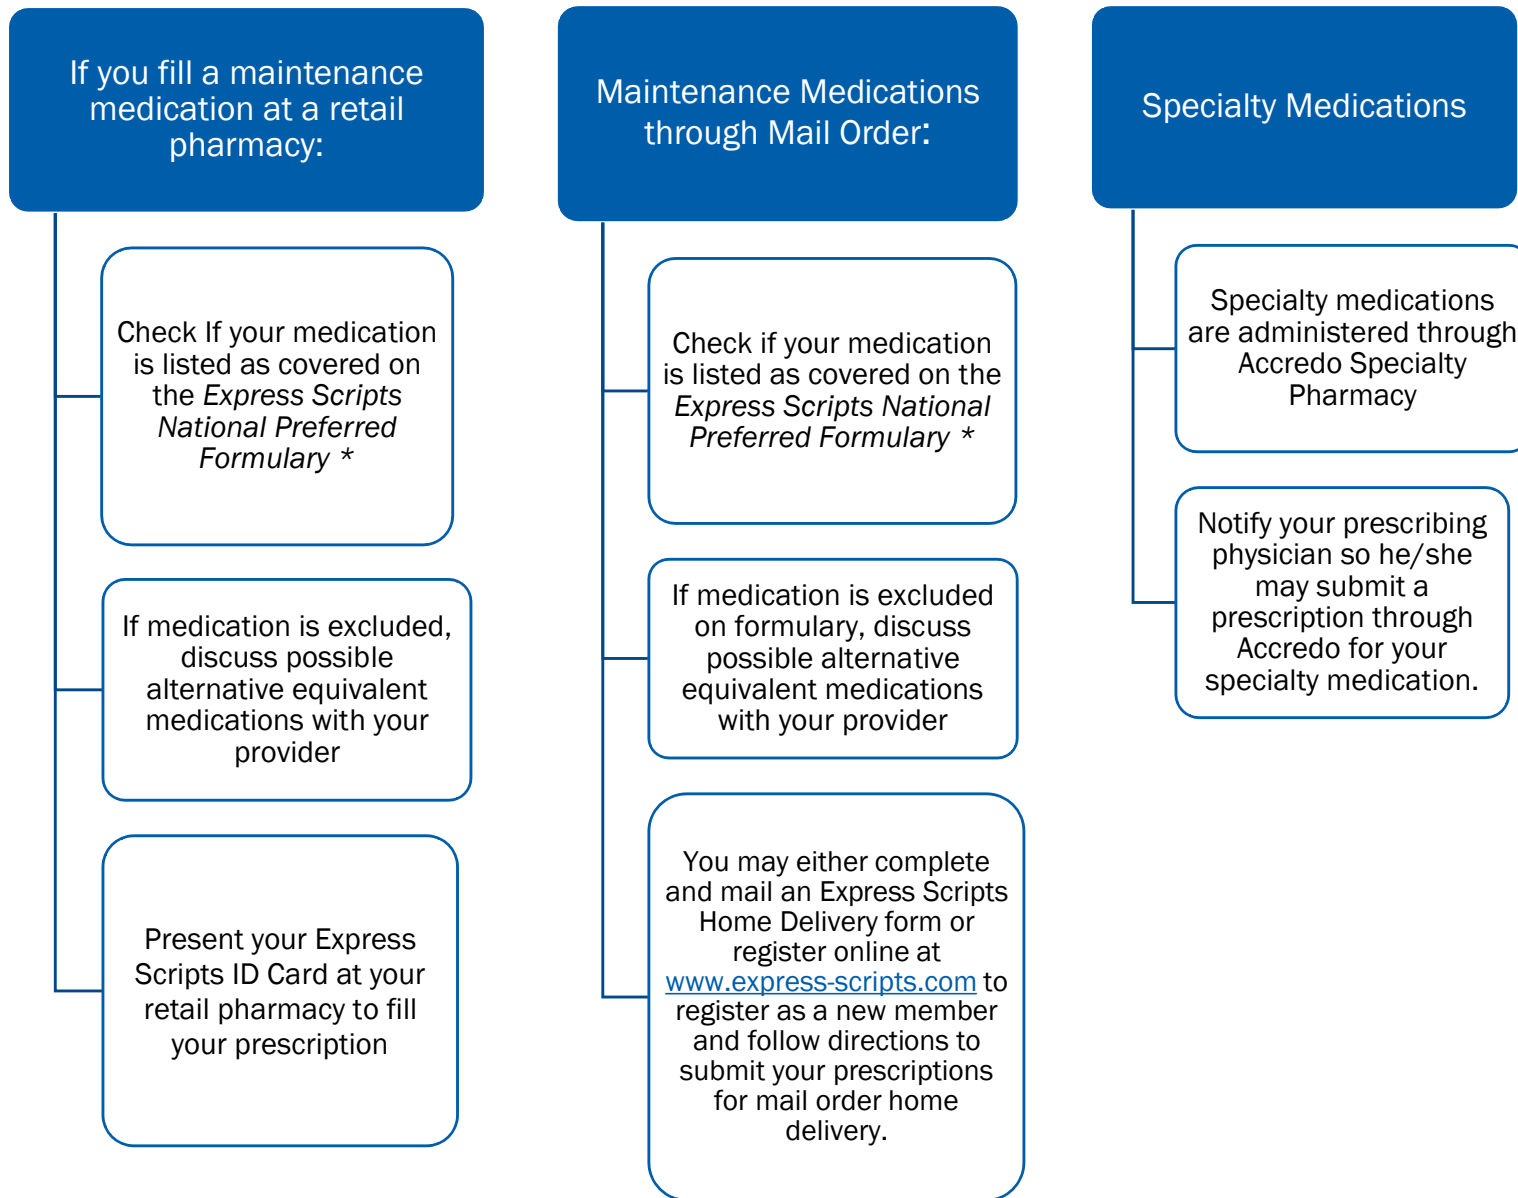 If you fill a maintenance
medication at a retail
pharmacy:
Check If your medication
is listed as covered on
the Express Scripts
National Preferred
Formulary *
If medication is excluded,
discuss possible
alternative equivalent
medications with your
provider
Present your Express
Scripts ID Card at your
retail pharmacy to fill
your prescription
Maintenance Medications
through Mail Order:
Check if your medication
is listed as covered on the
Express Scripts National
Preferred Formulary *
If medication is excluded
on formulary, discuss
possible alternative
equivalent medications
with your provider
You may either complete
and mail an Express Scripts
Home Delivery form or
register online at
www.express-scripts.com to
register as a new member
and follow directions to
submit your prescriptions
for mail order home
delivery.
Specialty Medications
Specialty medications
are administered through
Accredo Specialty
Pharmacy
Notify your prescribing
physician so he/she
may submit a
prescription through
Accredo for your
specialty medication.